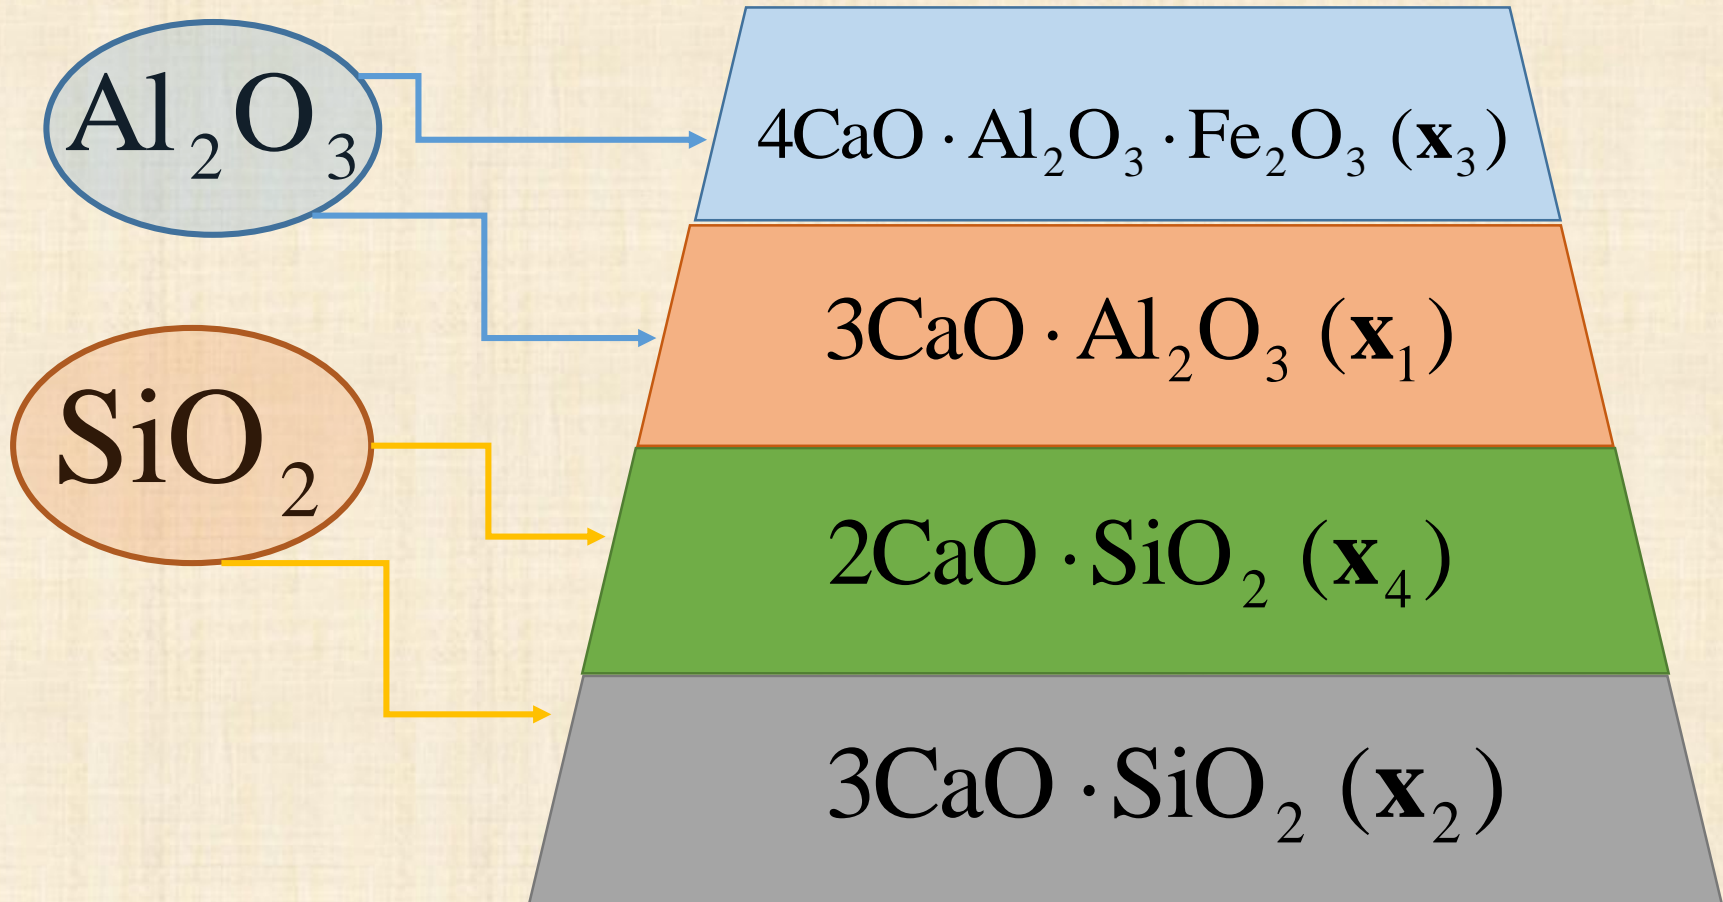 Al₂O₃
4CaO · Al₂O₃ · Fe₂O₃ (x₃)
3CaO · Al₂O₃ (x₁)
SiO₂
2CaO · SiO₂ (x₄)
3CaO · SiO₂ (x₂)